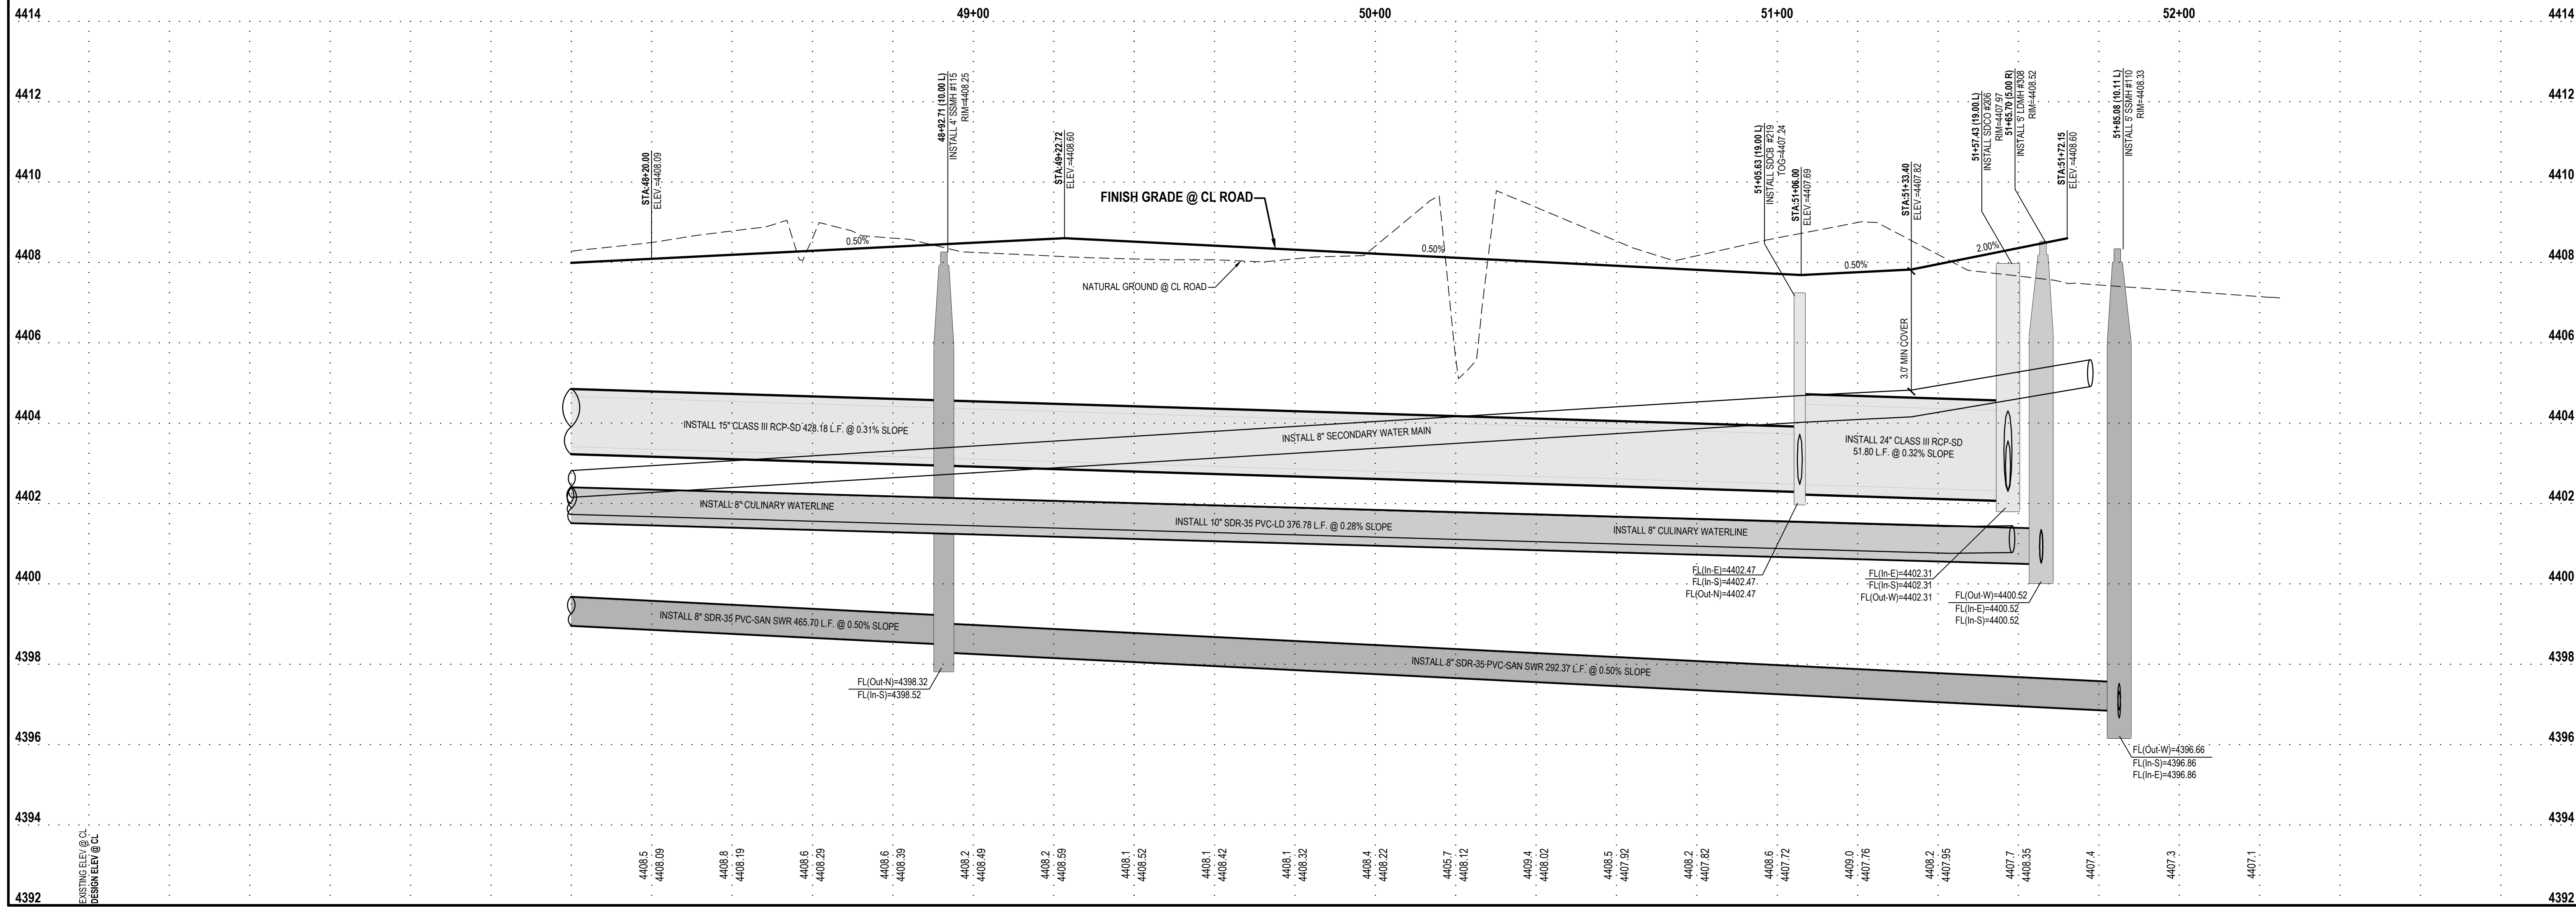 49+00 50+00 51+00 52+00
4414 4414
4412 4412
4410 4410
4408 4408
4406 4406
4404 4404
4402 4402
4400 4400
4398 4398
4396 4396
4394 4394
4392 4392
STA:48+20.00
ELEV.=4408.09
48+92.71 (10.00 L)
INSTALL 4' SSMH #115
RIM=4408.25
STA:49+22.72
ELEV.=4408.60
FINISH GRADE @ CL ROAD
51+05.63 (19.00 L)
INSTALL SDCB #219
TOG=4407.24
STA:51+06.00
ELEV.=4407.69
STA:51+33.40
ELEV.=4407.82
51+57.43 (19.00 L)
INSTALL SDCO #206
RIM=4407.97
51+65.70 (5.00 R)
INSTALL 5' LDMH #308
RIM=4408.52
STA:51+72.15
ELEV.=4408.60
51+85.08 (10.11 L)
INSTALL 5' SSMH #110
RIM=4408.33
0.50%
0.50%
0.50%
2.00%
NATURAL GROUND @ CL ROAD
3.0' MIN COVER
INSTALL 15" CLASS III RCP-SD 428.18 L.F. @ 0.31% SLOPE
INSTALL 8" SECONDARY WATER MAIN
INSTALL 24" CLASS III RCP-SD
51.80 L.F. @ 0.32% SLOPE
INSTALL 8" CULINARY WATERLINE
INSTALL 10" SDR-35 PVC-LD 376.78 L.F. @ 0.28% SLOPE
INSTALL 8" CULINARY WATERLINE
FL(In-E)=4402.47
FL(In-S)=4402.47
FL(Out-N)=4402.47
FL(In-E)=4402.31
FL(In-S)=4402.31
FL(Out-W)=4402.31
FL(Out-W)=4400.52
FL(In-E)=4400.52
FL(In-S)=4400.52
INSTALL 8" SDR-35 PVC-SAN SWR 465.70 L.F. @ 0.50% SLOPE
INSTALL 8" SDR-35 PVC-SAN SWR 292.37 L.F. @ 0.50% SLOPE
FL(Out-N)=4398.32
FL(In-S)=4398.52
FL(Out-W)=4396.66
FL(In-S)=4396.86
FL(In-E)=4396.86
EXISTING ELEV @ CL
DESIGN ELEV @ CL
4408.5
4408.09
4408.8
4408.19
4408.6
4408.29
4408.6
4408.39
4408.2
4408.49
4408.2
4408.59
4408.1
4408.52
4408.1
4408.42
4408.1
4408.32
4408.4
4408.22
4405.7
4408.12
4409.4
4408.02
4408.5
4407.92
4408.2
4407.82
4408.6
4407.72
4409.0
4407.76
4408.2
4407.95
4407.7
4408.35
4407.4
4407.3
4407.1